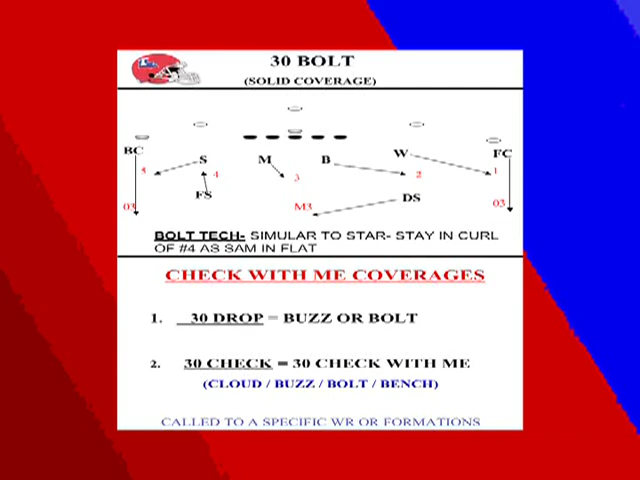 30 BOLT
(SOLID COVERAGE)
BC S M B W FC
5 4 3 2 1
FS DS
03 M3 03
BOLT TECH- SIMULAR TO STAR- STAY IN CURL
OF #4 AS SAM IN FLAT
CHECK WITH ME COVERAGES
1. 30 DROP = BUZZ OR BOLT
2. 30 CHECK = 30 CHECK WITH ME
(CLOUD / BUZZ / BOLT / BENCH)
CALLED TO A SPECIFIC WR OR FORMATIONS